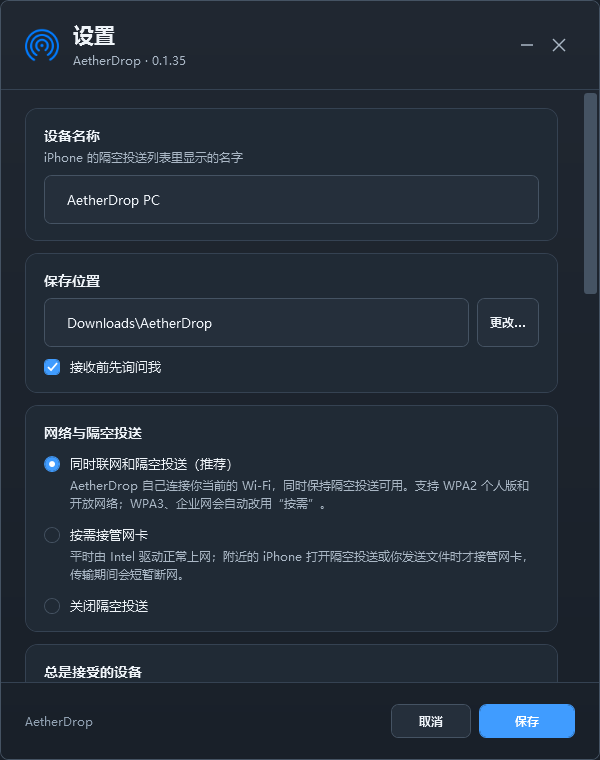 设置
AetherDrop · 0.1.35
设备名称
iPhone 的隔空投送列表里显示的名字
AetherDrop PC
保存位置
Downloads\AetherDrop
更改...
接收前先询问我
网络与隔空投送
同时联网和隔空投送（推荐）
AetherDrop 自己连接你当前的 Wi-Fi，同时保持隔空投送可用。支持 WPA2 个人版和
开放网络；WPA3、企业网会自动改用“按需”。
按需接管网卡
平时由 Intel 驱动正常上网；附近的 iPhone 打开隔空投送或你发送文件时才接管网卡，
传输期间会短暂断网。
关闭隔空投送
总是接受的设备
AetherDrop
取消
保存